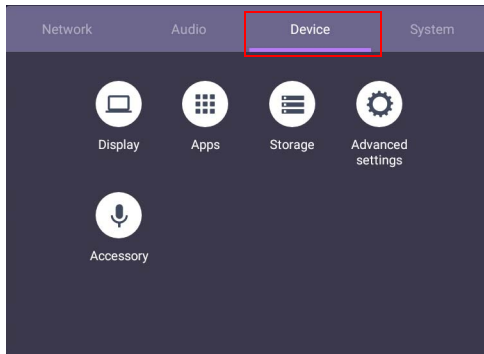 Network Audio Device System
Display Apps Storage Advanced
settings
Accessory